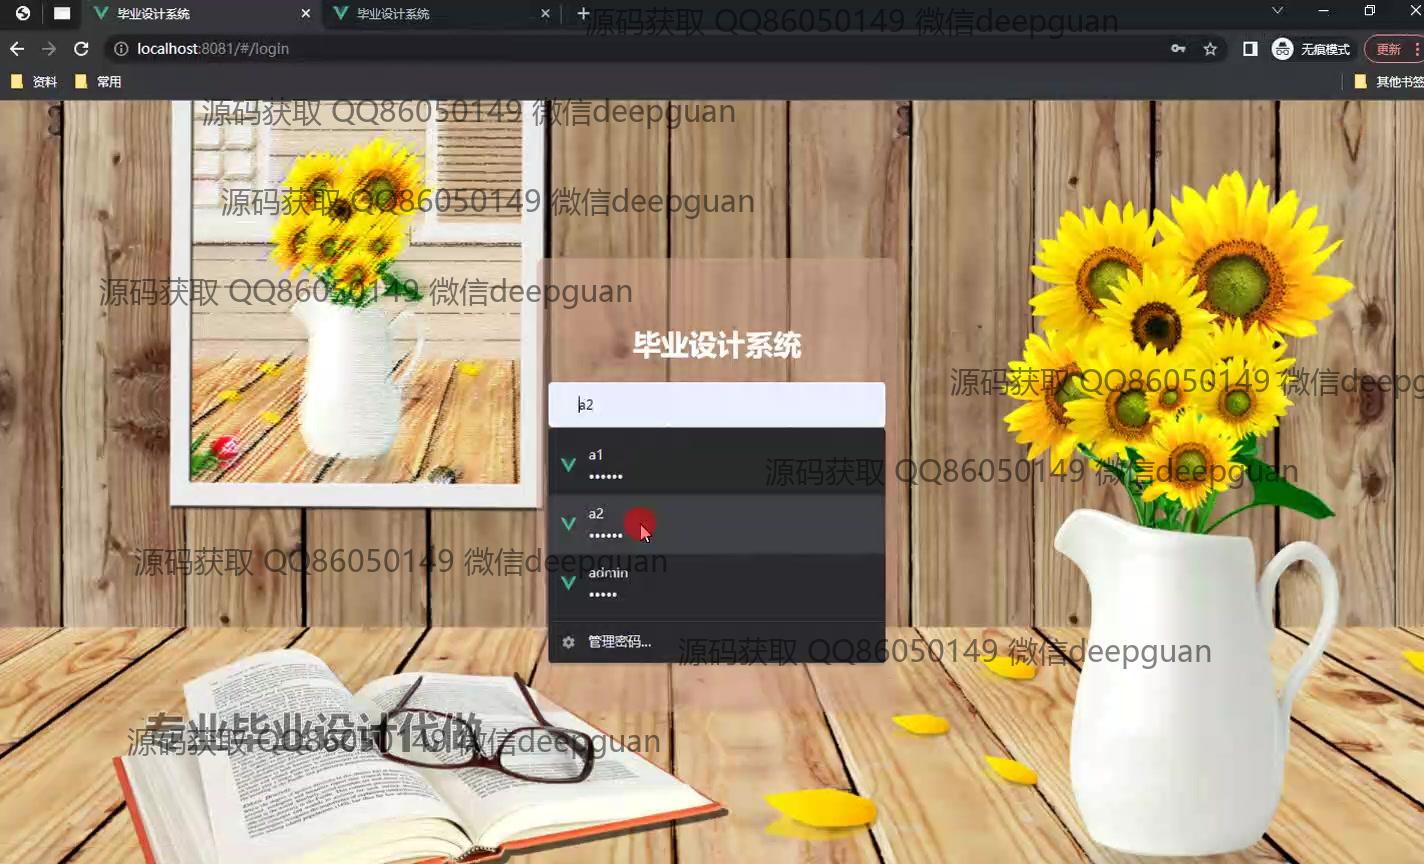 毕业设计系统
毕业设计系统
源码获取 QQ86050149 微信deepguan
localhost:8081/#/login
无痕模式
更新
资料
常用
其他书签
源码获取 QQ86050149 微信deepguan
源码获取 QQ86050149 微信deepguan
源码获取 QQ86050149 微信deepguan
毕业设计系统
源码获取 QQ86050149 微信deepg
a2
a1
••••••
源码获取 QQ86050149 微信deepguan
a2
••••••
源码获取 QQ86050149 微信deepguan
admin
•••••
管理密码...
源码获取 QQ86050149 微信deepguan
专业毕业设计代做
源码获取 QQ86050149 微信deepguan